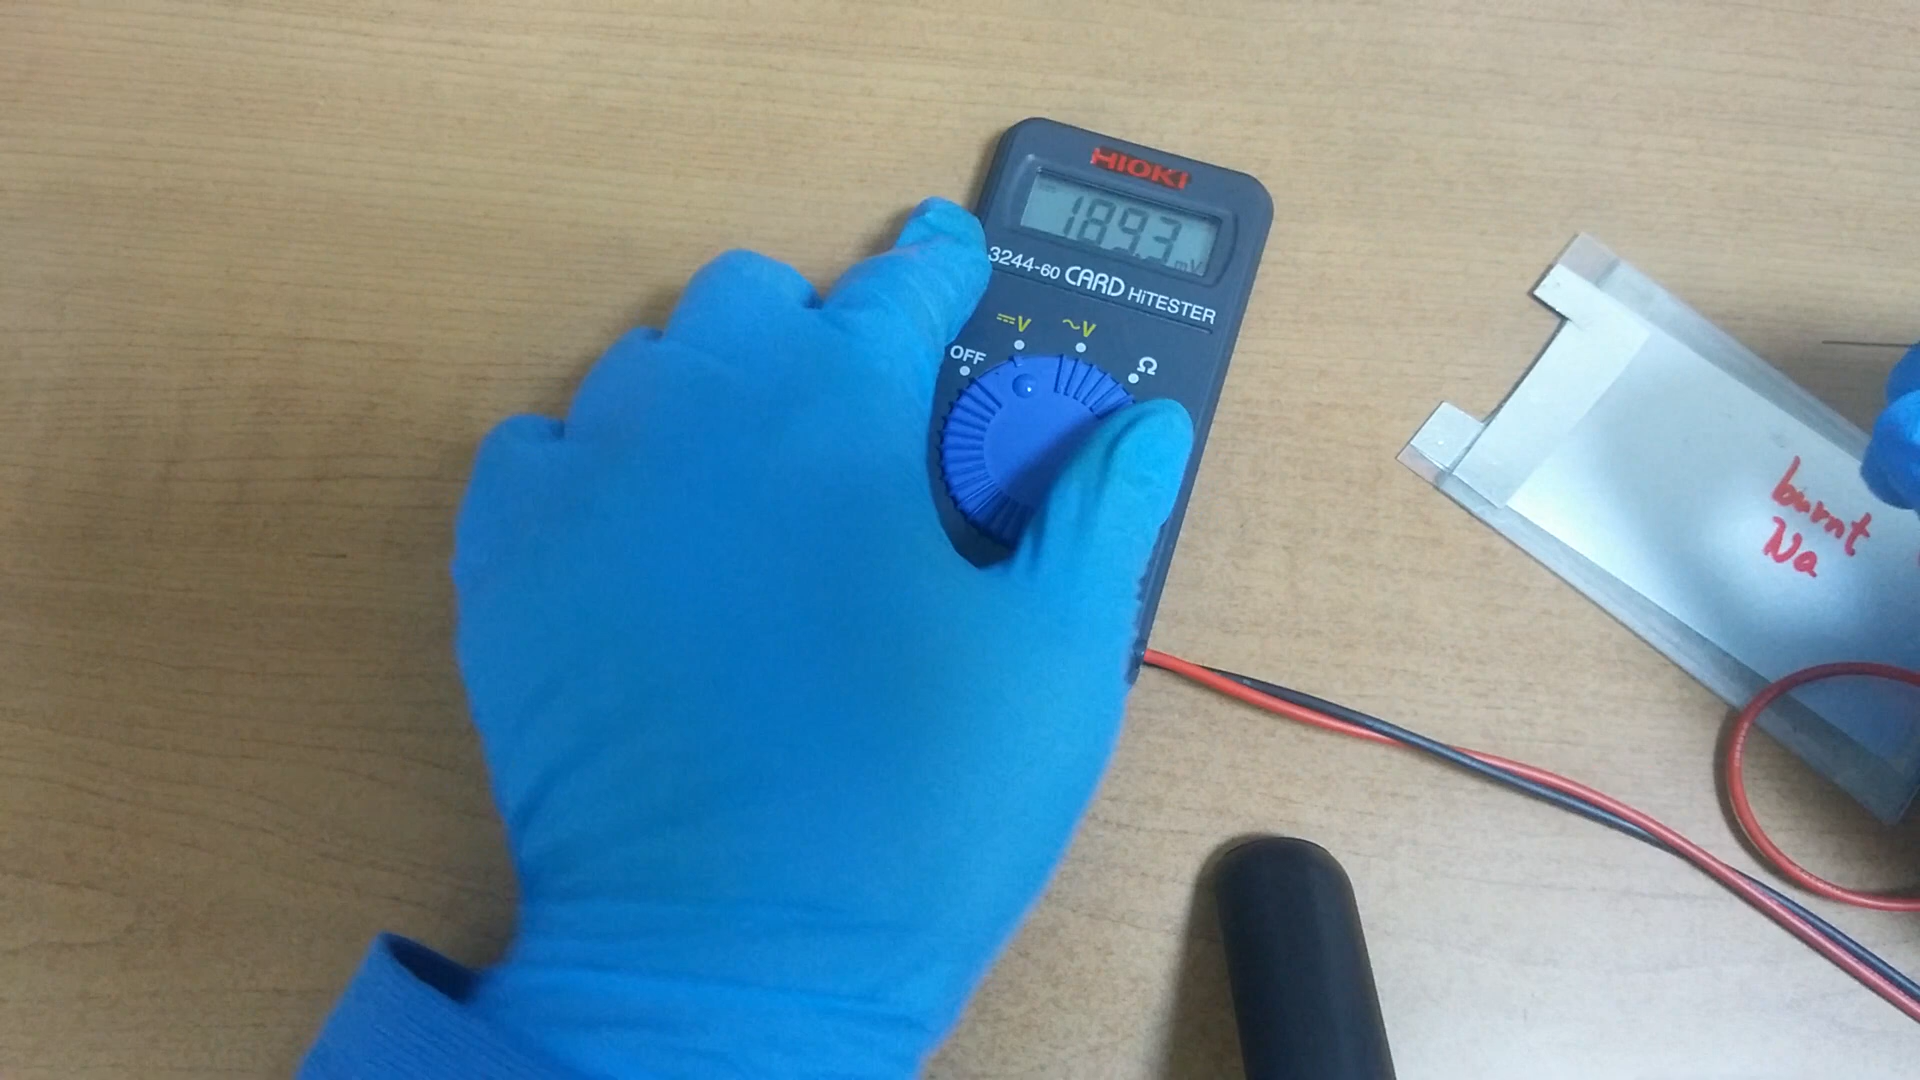 HIOKI
189.3 mV
3244-60 CARD HiTESTER
⎓V ~V
OFF Ω
burnt
Na